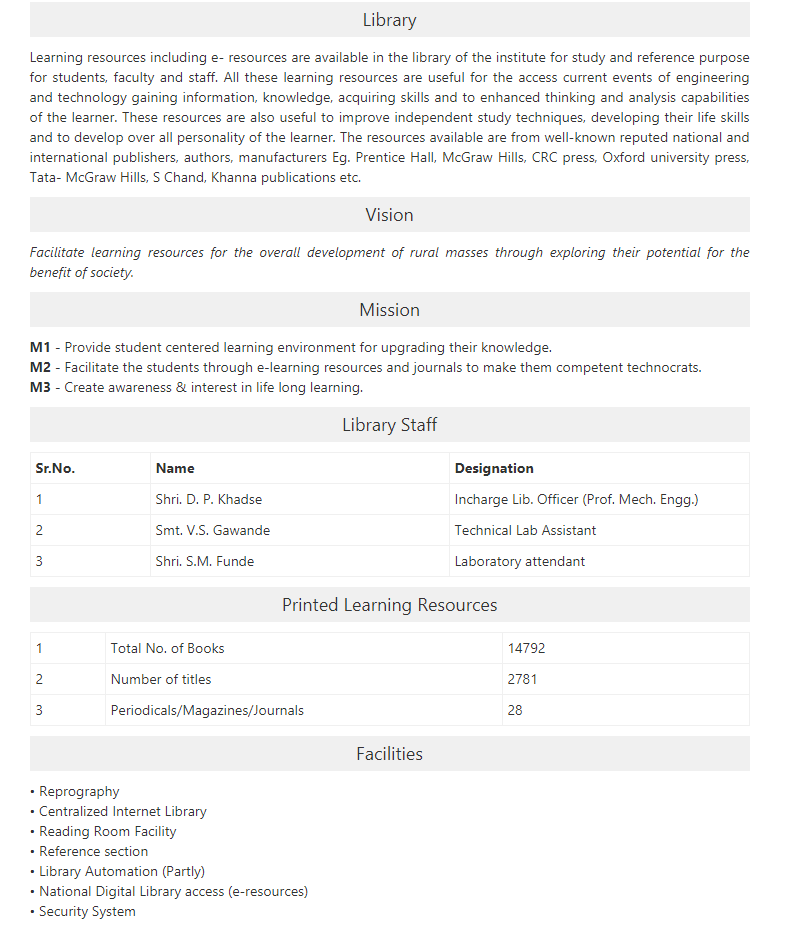 Library
Learning resources including e- resources are available in the library of the institute for study and reference purpose
for students, faculty and staff. All these learning resources are useful for the access current events of engineering
and technology gaining information, knowledge, acquiring skills and to enhanced thinking and analysis capabilities
of the learner. These resources are also useful to improve independent study techniques, developing their life skills
and to develop over all personality of the learner. The resources available are from well-known reputed national and
international publishers, authors, manufacturers Eg. Prentice Hall, McGraw Hills, CRC press, Oxford university press,
Tata- McGraw Hills, S Chand, Khanna publications etc.
Vision
Facilitate learning resources for the overall development of rural masses through exploring their potential for the
benefit of society.
Mission
M1 - Provide student centered learning environment for upgrading their knowledge.
M2 - Facilitate the students through e-learning resources and journals to make them competent technocrats.
M3 - Create awareness & interest in life long learning.
Library Staff
Sr.No. Name Designation
1 Shri. D. P. Khadse Incharge Lib. Officer (Prof. Mech. Engg.)
2 Smt. V.S. Gawande Technical Lab Assistant
3 Shri. S.M. Funde Laboratory attendant
Printed Learning Resources
1 Total No. of Books 14792
2 Number of titles 2781
3 Periodicals/Magazines/Journals 28
Facilities
• Reprography
• Centralized Internet Library
• Reading Room Facility
• Reference section
• Library Automation (Partly)
• National Digital Library access (e-resources)
• Security System